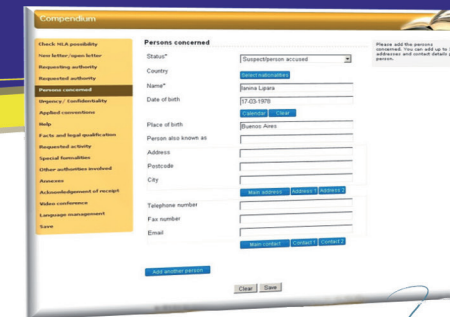 Compendium
Check MLA possibility
New letter/open letter
Requesting authority
Requested authority
Persons concerned
Urgency / Confidentiality
Applied conventions
Help
Facts and legal qualification
Requested activity
Special formalities
Other authorities involved
Annexes
Acknowledgement of receipt
Video conference
Language management
Save
Persons concerned
Status* Suspect/person accused
Country Select nationalities
Name* Ianina Lipara
Date of birth 17-03-1978
Calendar Clear
Place of birth Buenos Aires
Person also known as
Address
Postcode
City
Main address Address 1 Address 2
Telephone number
Fax number
Email
Main contact Contact 1 Contact 2
Add another person
Clear Save
Please add the persons
concerned. You can add up to
addresses and contact details
person.